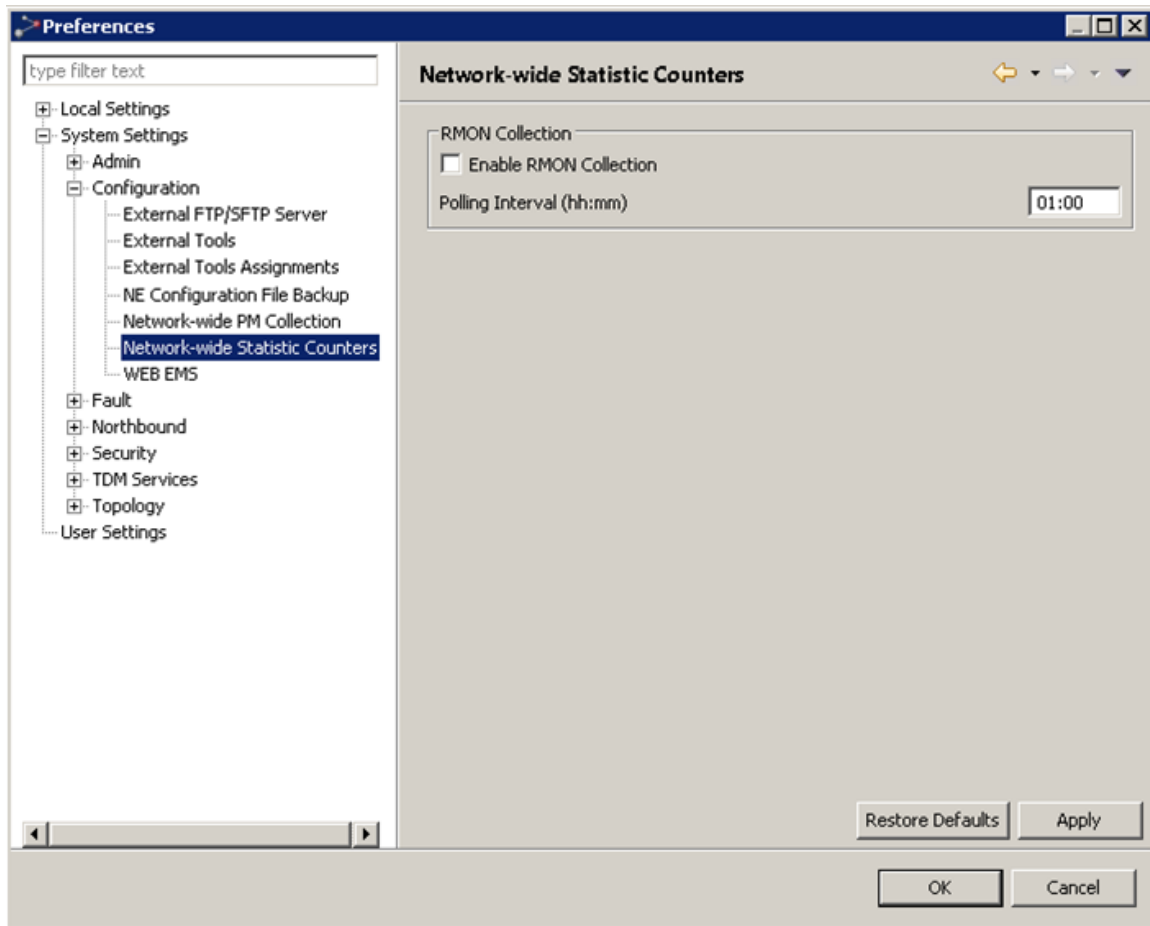 Preferences
type filter text
Local Settings
System Settings
Admin
Configuration
External FTP/SFTP Server
External Tools
External Tools Assignments
NE Configuration File Backup
Network-wide PM Collection
Network-wide Statistic Counters
WEB EMS
Fault
Northbound
Security
TDM Services
Topology
User Settings
Network-wide Statistic Counters
RMON Collection
Enable RMON Collection
Polling Interval (hh:mm) 01:00
Restore Defaults Apply
OK Cancel